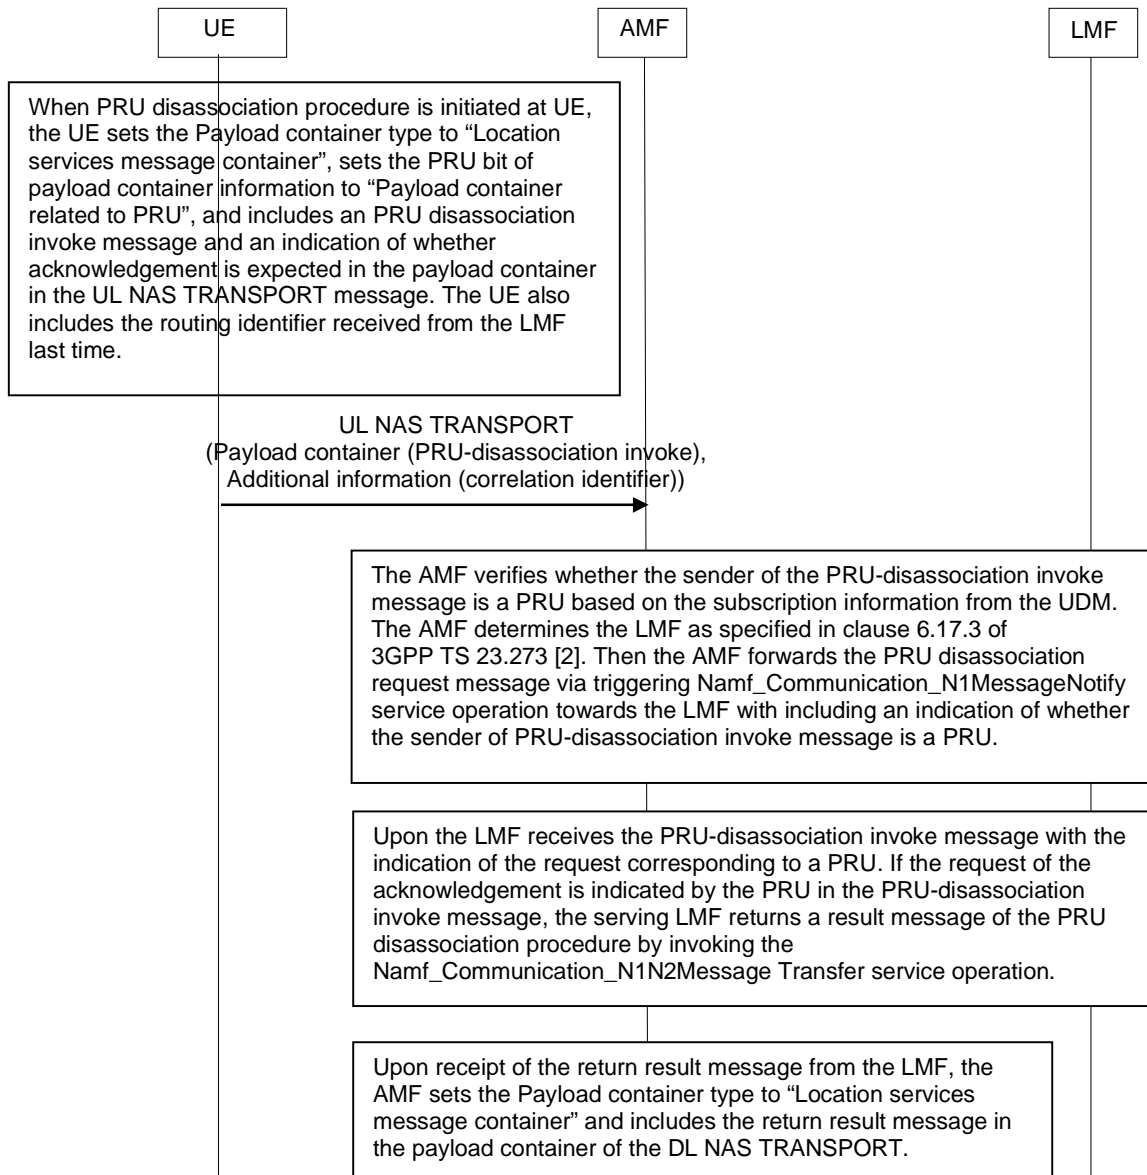 UE
AMF
LMF
When PRU disassociation procedure is initiated at UE,
the UE sets the Payload container type to “Location
services message container”, sets the PRU bit of
payload container information to “Payload container
related to PRU”, and includes an PRU disassociation
invoke message and an indication of whether
acknowledgement is expected in the payload container
in the UL NAS TRANSPORT message. The UE also
includes the routing identifier received from the LMF
last time.
UL NAS TRANSPORT
(Payload container (PRU-disassociation invoke),
Additional information (correlation identifier))
The AMF verifies whether the sender of the PRU-disassociation invoke
message is a PRU based on the subscription information from the UDM.
The AMF determines the LMF as specified in clause 6.17.3 of
3GPP TS 23.273 [2]. Then the AMF forwards the PRU disassociation
request message via triggering Namf_Communication_N1MessageNotify
service operation towards the LMF with including an indication of whether
the sender of PRU-disassociation invoke message is a PRU.
Upon the LMF receives the PRU-disassociation invoke message with the
indication of the request corresponding to a PRU. If the request of the
acknowledgement is indicated by the PRU in the PRU-disassociation
invoke message, the serving LMF returns a result message of the PRU
disassociation procedure by invoking the
Namf_Communication_N1N2Message Transfer service operation.
Upon receipt of the return result message from the LMF, the
AMF sets the Payload container type to “Location services
message container” and includes the return result message in
the payload container of the DL NAS TRANSPORT.